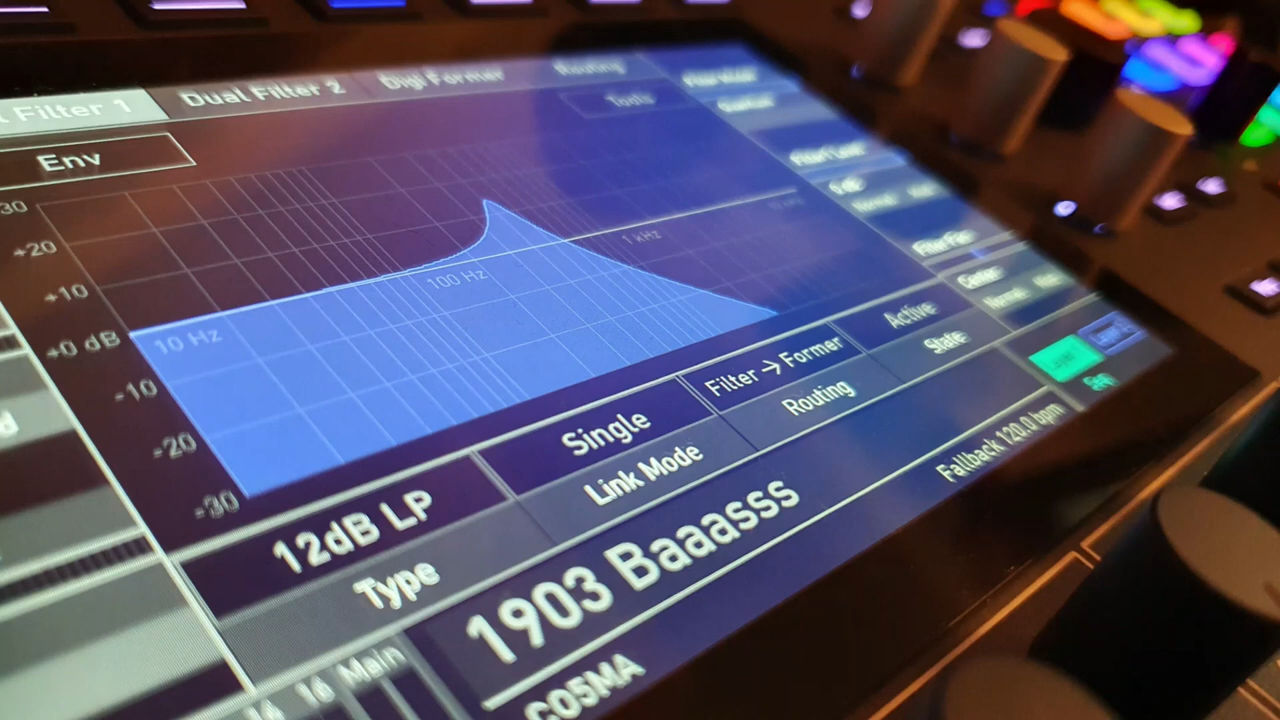 l Filter 1
Dual Filter 2
Digi Former
Routing
Tools
Env
30
+20
+10
+0 dB
-10
-20
-30
10 Hz
100 Hz
1 kHz
Center
12dB LP
Type
Single
Link Mode
Filter → Former
Routing
Active
State
1903 Baaasss
Fallback 120.0 bpm
C05MA
16 Main